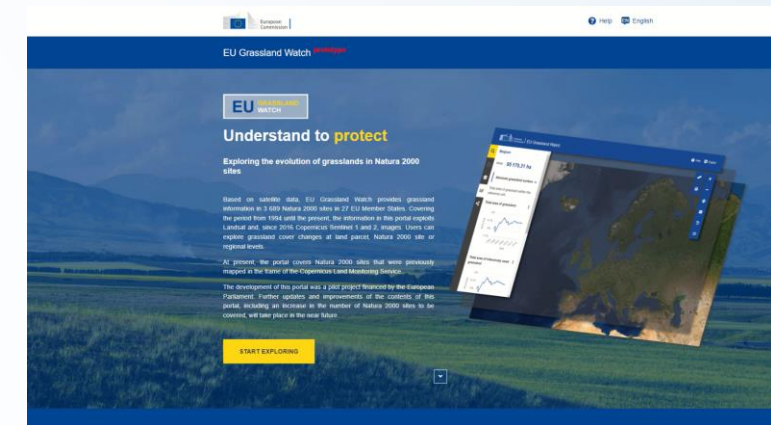 European
Commission
Help EN English
EU Grassland Watch prototype
EU GRASSLAND
WATCH
Understand to protect
Exploring the evolution of grasslands in Natura 2000
sites
Based on satellite data, EU Grassland Watch provides grassland
information in 3 609 Natura 2000 sites in 27 EU Member States. Covering
the period from 1994 until the present, the information in this portal exploits
Landsat and, since 2016 Copernicus Sentinel 1 and 2, images. Users can
explore grassland cover changes at land parcel, Natura 2000 site or
regional levels.
At present, the portal covers Natura 2000 sites that were previously
mapped in the frame of the Copernicus Land Monitoring Service.
The development of this portal was a pilot project financed by the European
Parliament. Further updates and improvements of the contents of this
portal, including an increase in the number of Natura 2000 sites to be
covered, will take place in the near future.
START EXPLORING
EU Grassland Watch
Total area of grassland